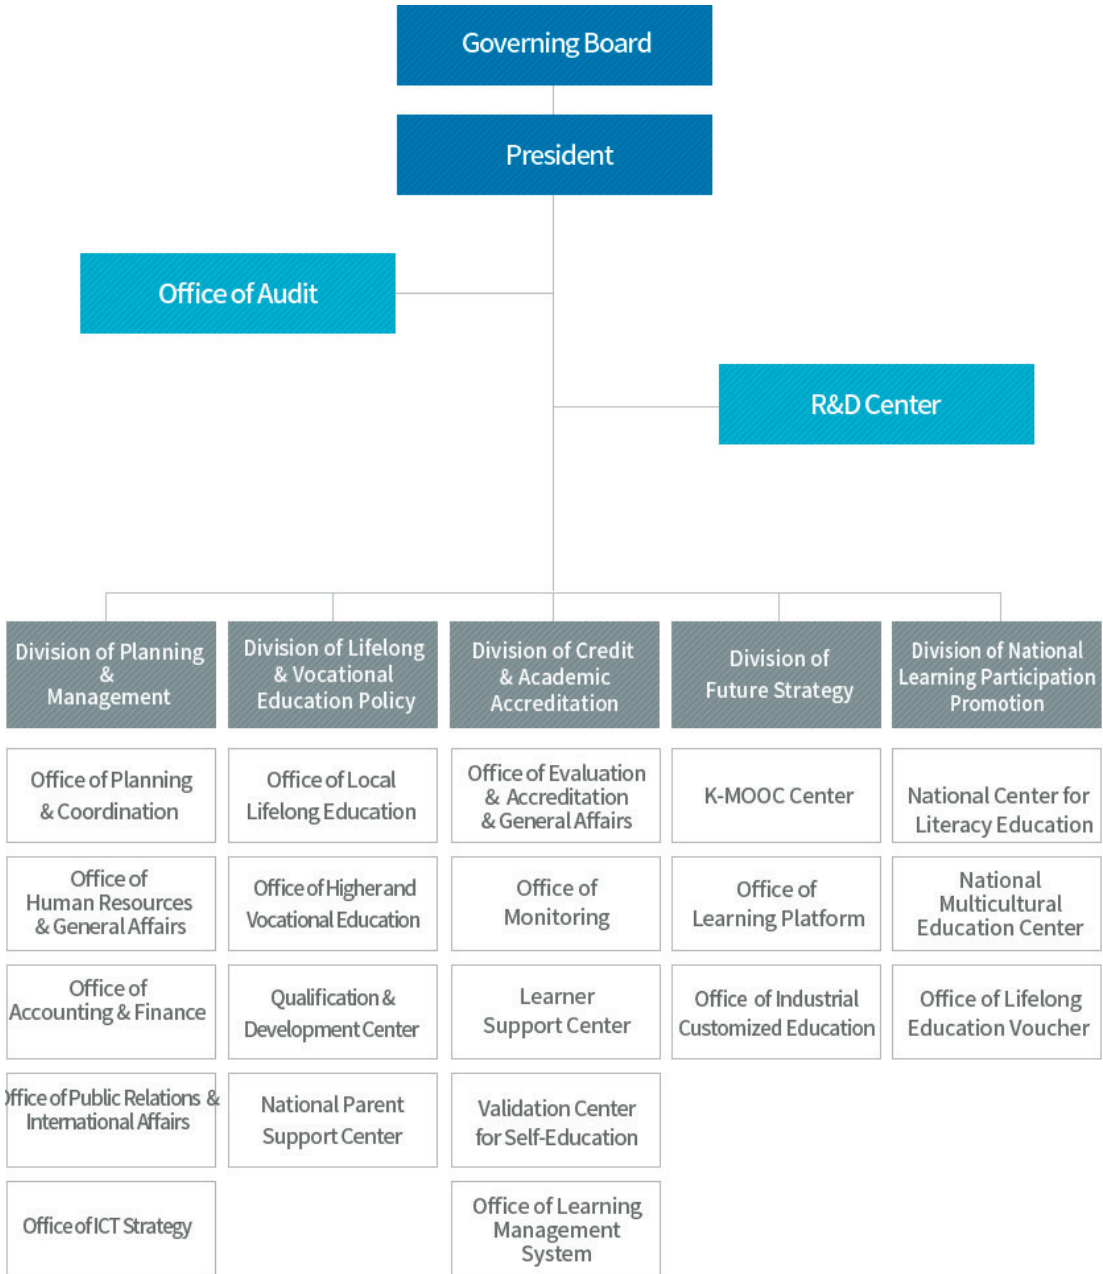 Governing Board
President
Office of Audit
R&D Center
Division of Planning
&
Management
Division of Lifelong
& Vocational
Education Policy
Division of Credit
& Academic
Accreditation
Division of
Future Strategy
Division of National
Learning Participation
Promotion
Office of Planning
& Coordination
Office of
Human Resources
& General Affairs
Office of
Accounting & Finance
Office of Public Relations &
International Affairs
Office of ICT Strategy
Office of Local
Lifelong Education
Office of Higher and
Vocational Education
Qualification &
Development Center
National Parent
Support Center
Office of Evaluation
& Accreditation
& General Affairs
Office of
Monitoring
Learner
Support Center
Validation Center
for Self-Education
Office of Learning
Management
System
K-MOOC Center
Office of
Learning Platform
Office of Industrial
Customized Education
National Center for
Literacy Education
National
Multicultural
Education Center
Office of Lifelong
Education Voucher